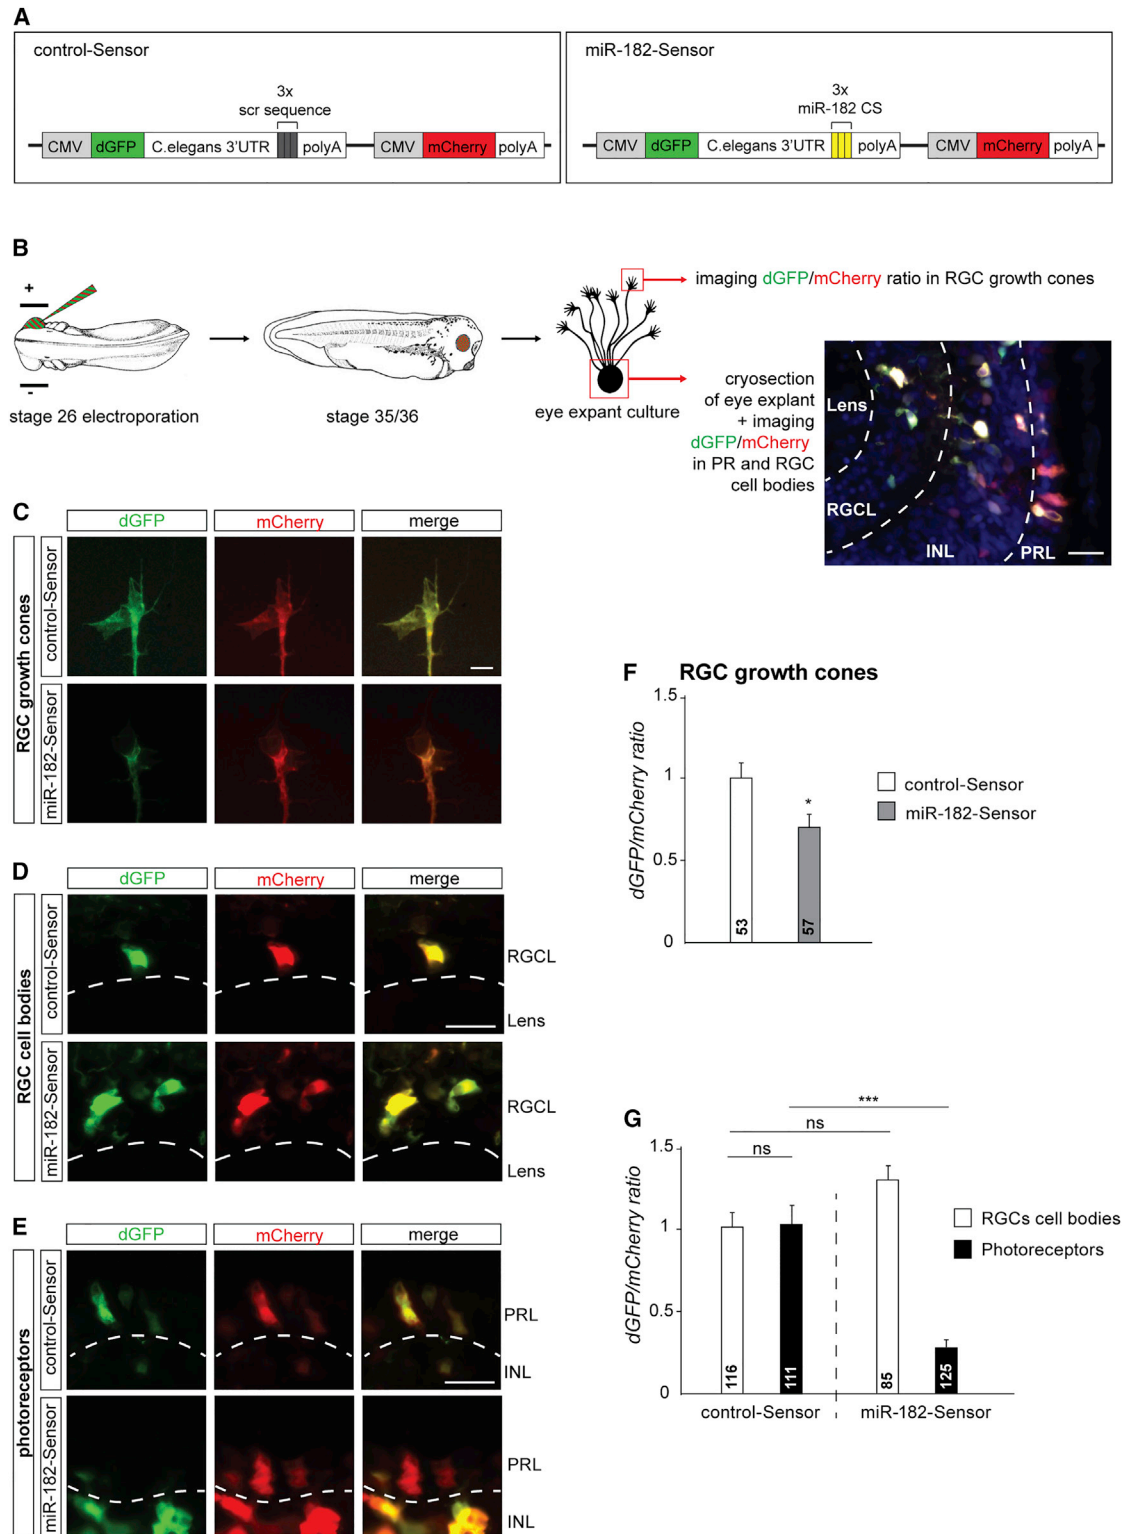 A
control-Sensor
3x
scr sequence
CMV dGFP C.elegans 3'UTR polyA CMV mCherry polyA
miR-182-Sensor
3x
miR-182 CS
CMV dGFP C.elegans 3'UTR polyA CMV mCherry polyA
B
+
-
stage 26 electroporation
stage 35/36
eye expant culture
imaging dGFP/mCherry ratio in RGC growth cones
cryosection
of eye explant
+ imaging
dGFP/mCherry
in PR and RGC
cell bodies
Lens
RGCL
INL
PRL
C
dGFP
mCherry
merge
RGC growth cones
control-Sensor
miR-182-Sensor
D
dGFP
mCherry
merge
RGC cell bodies
control-Sensor
RGCL
Lens
miR-182-Sensor
RGCL
Lens
E
dGFP
mCherry
merge
photoreceptors
control-Sensor
PRL
INL
miR-182-Sensor
PRL
INL
F
RGC growth cones
dGFP/mCherry ratio
1.5
1
0.5
0
*
53
57
control-Sensor
miR-182-Sensor
G
dGFP/mCherry ratio
1.5
1
0.5
0
***
ns
ns
116
111
85
125
control-Sensor
miR-182-Sensor
RGCs cell bodies
Photoreceptors